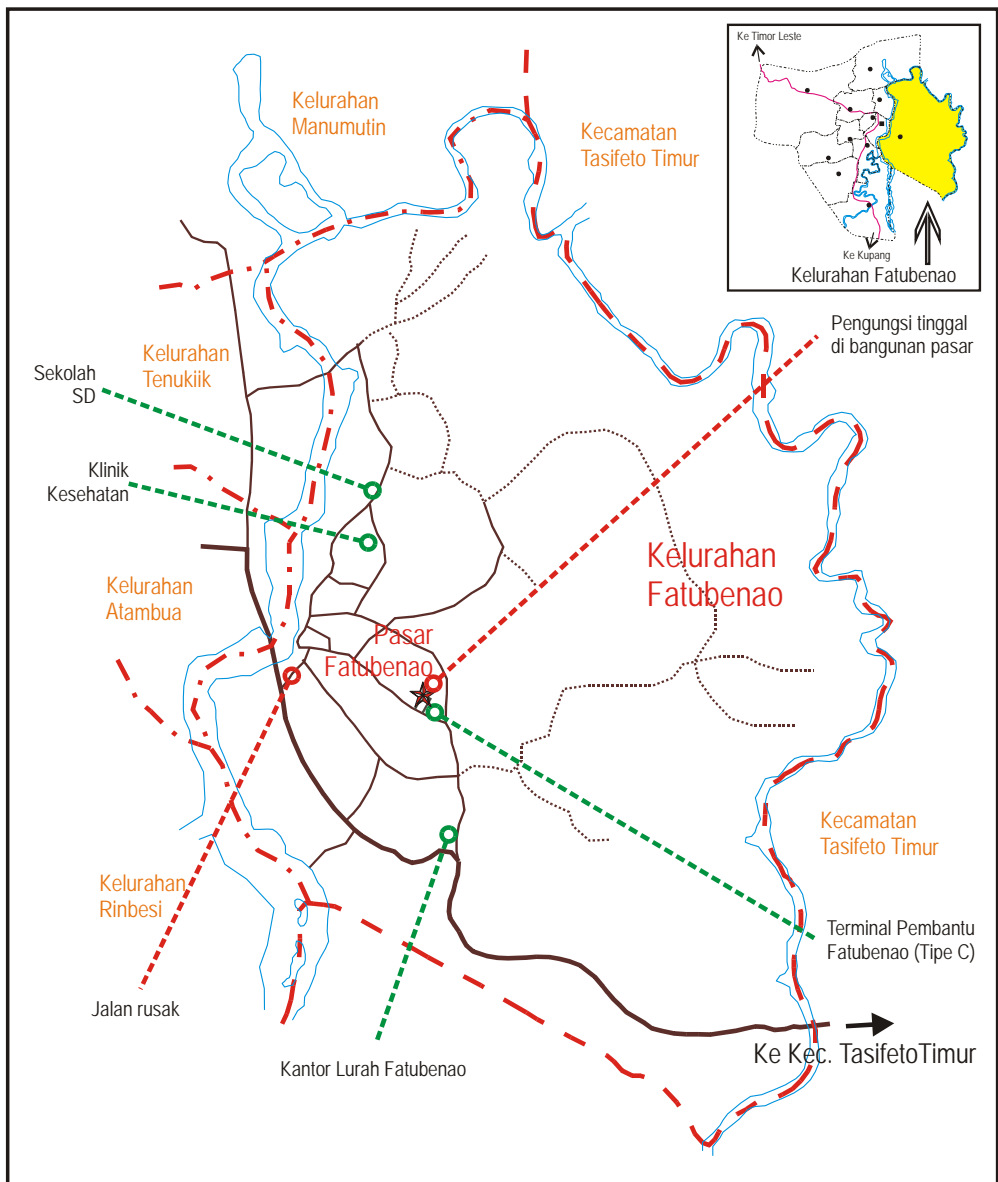 Ke Timor Leste
Ke Kupang
Kelurahan Fatubenao
Kelurahan
Manumutin
Kecamatan
Tasifeto Timur
Pengungsi tinggal
di bangunan pasar
Kelurahan
Tenukiik
Sekolah
SD
Klinik
Kesehatan
Kelurahan
Fatubenao
Kelurahan
Atambua
Pasar
Fatubenao
Kecamatan
Tasifeto Timur
Kelurahan
Rinbesi
Terminal Pembantu
Fatubenao (Tipe C)
Jalan rusak
Ke Kec. TasifetoTimur
Kantor Lurah Fatubenao